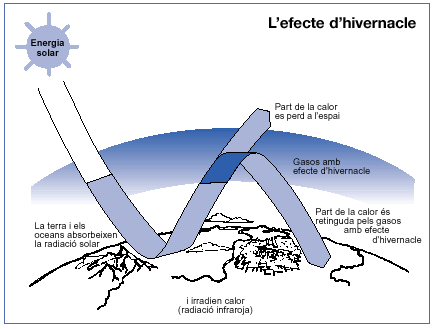 L'efecte d'hivernacle
Energia
solar
Part de la calor
es perd a l'espai
Gasos amb
efecte d'hivernacle
La terra i els
oceans absorbeixen
la radiació solar
Part de la calor és
retinguda pels gasos
amb efecte
d'hivernacle
i irradien calor
(radiació infraroja)